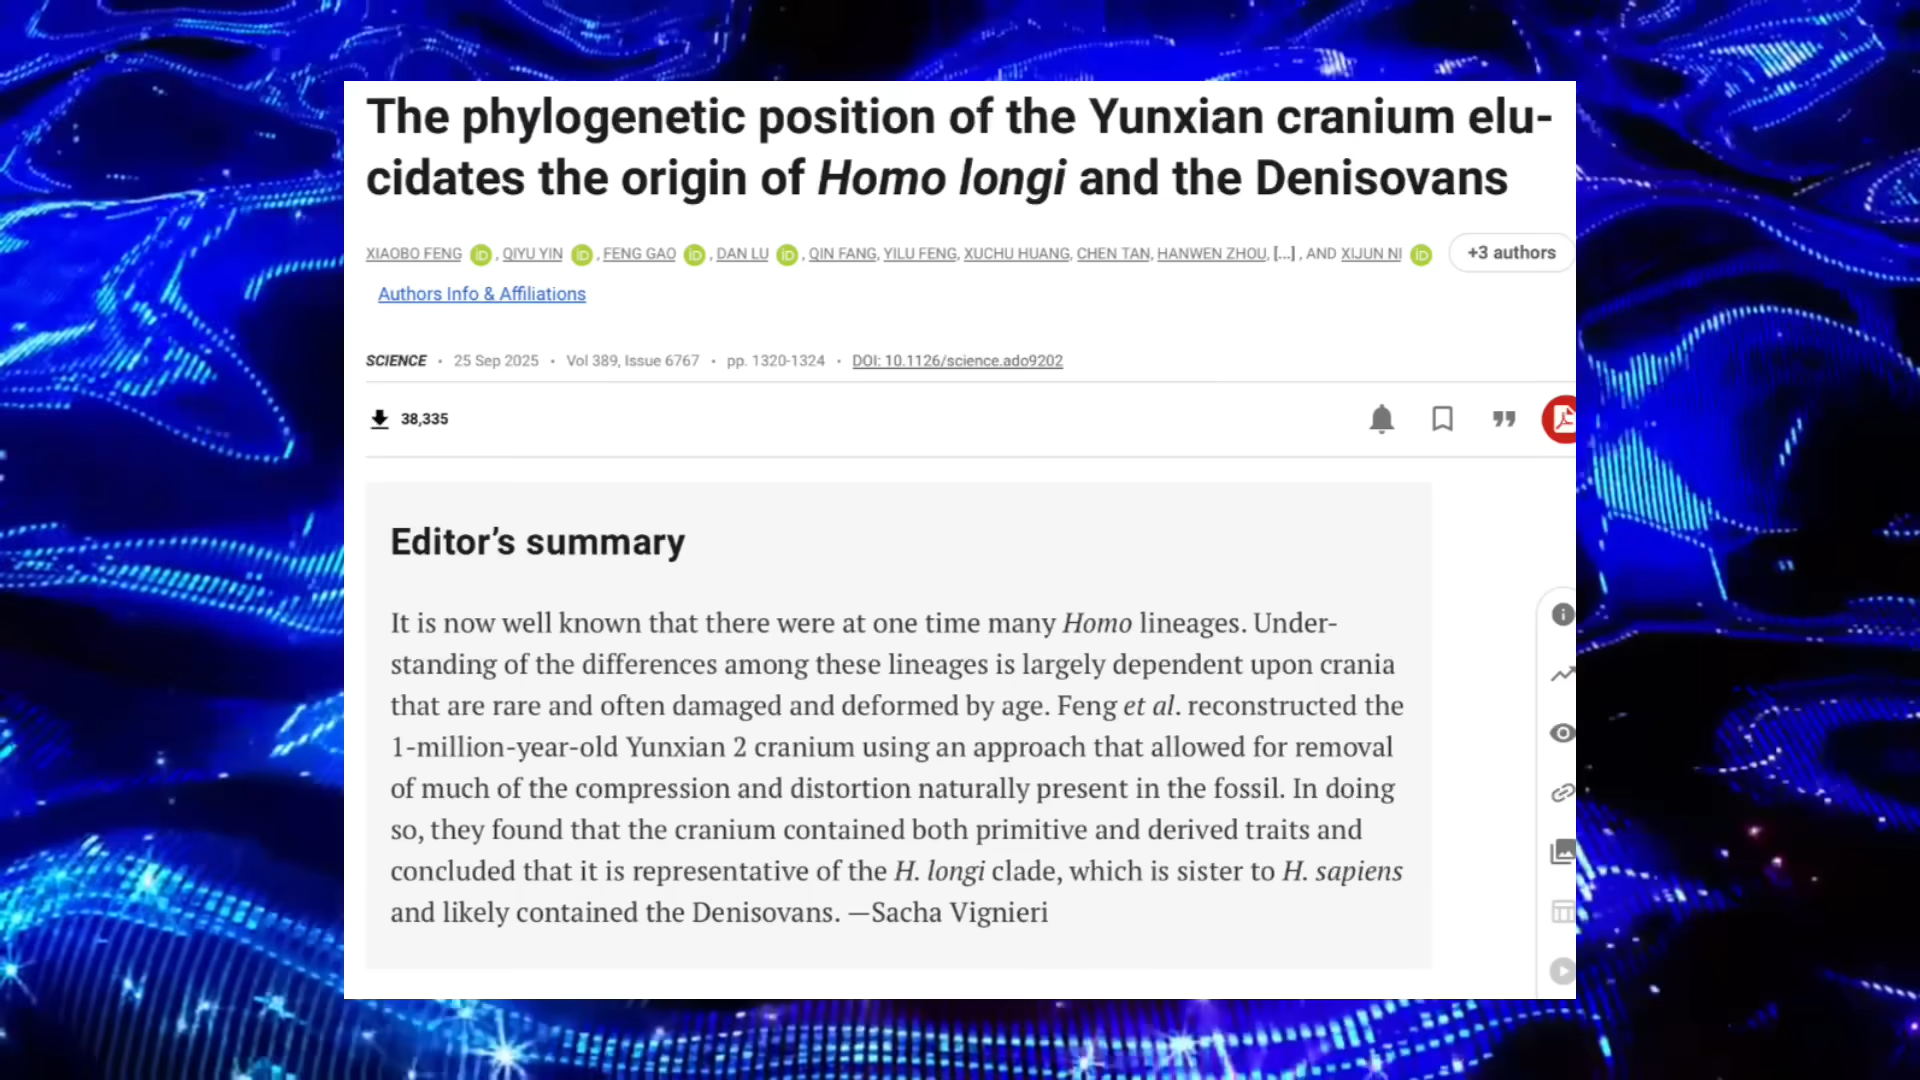 The phylogenetic position of the Yunxian cranium elu-
cidates the origin of Homo longi and the Denisovans
XIAOBO FENG iD, QIYU YIN iD, FENG GAO iD, DAN LU iD, QIN FANG, YILU FENG, XUCHU HUANG, CHEN TAN, HANWEN ZHOU, [...], AND XIJUN NI iD +3 authors
Authors Info & Affiliations
SCIENCE · 25 Sep 2025 · Vol 389, Issue 6767 · pp. 1320-1324 · DOI: 10.1126/science.ado9202
38,335
Editor’s summary
It is now well known that there were at one time many Homo lineages. Under-
standing of the differences among these lineages is largely dependent upon crania
that are rare and often damaged and deformed by age. Feng et al. reconstructed the
1-million-year-old Yunxian 2 cranium using an approach that allowed for removal
of much of the compression and distortion naturally present in the fossil. In doing
so, they found that the cranium contained both primitive and derived traits and
concluded that it is representative of the H. longi clade, which is sister to H. sapiens
and likely contained the Denisovans. —Sacha Vignieri